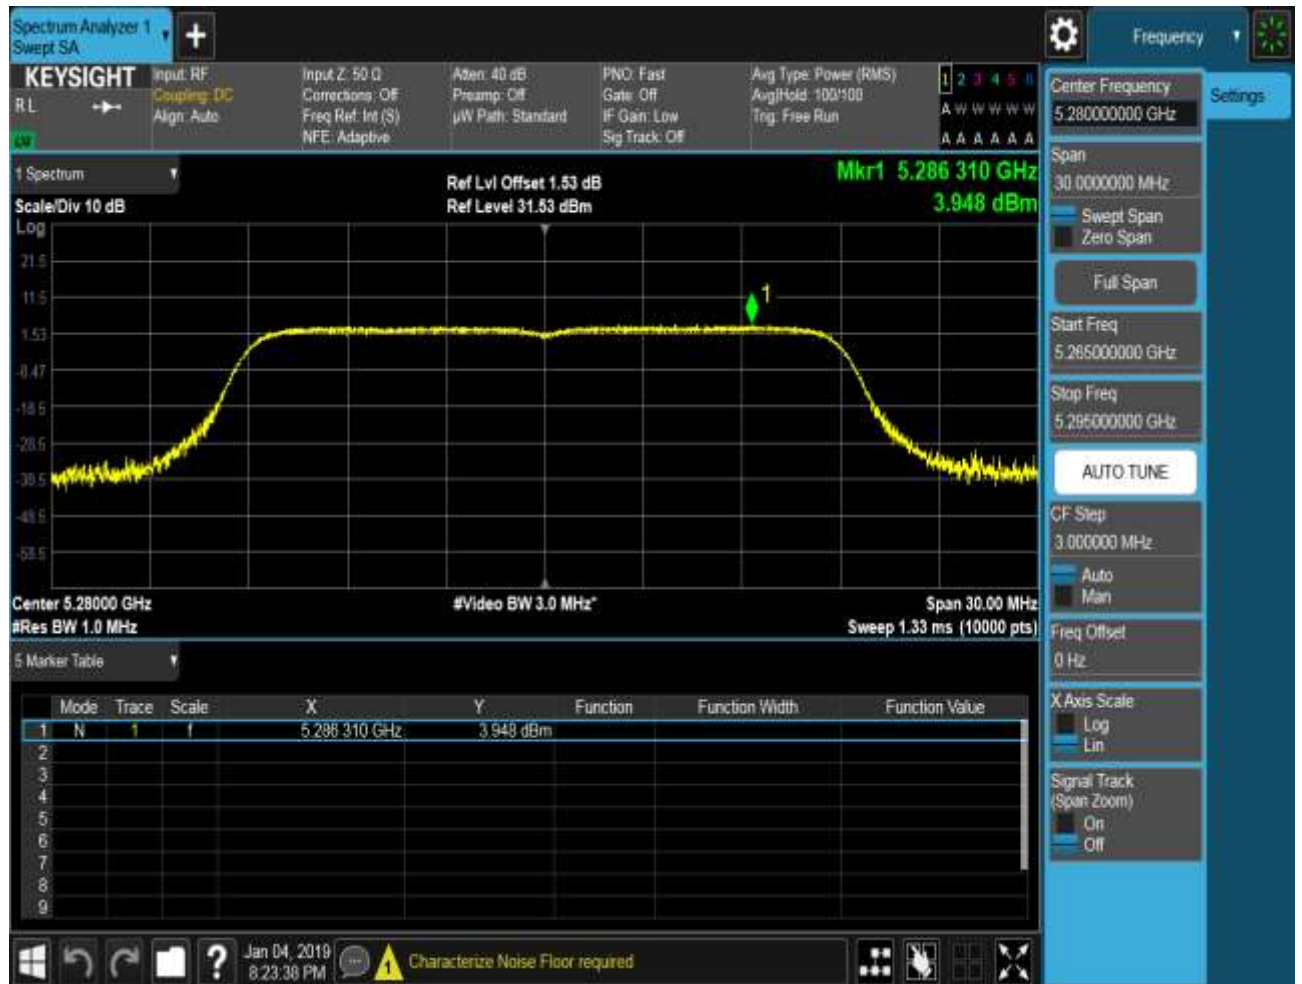 Spectrum Analyzer 1
Swept SA
Frequency
KEYSIGHT
Input: RF
Input Z: 50 Ω
Atten: 40 dB
PNO: Fast
Avg Type: Power (RMS)
1 2 3 4 5 6
R L
Coupling: DC
Corrections: Off
Preamp: Off
Gate: Off
Avg|Hold: 100/100
A W W W W W
Align: Auto
Freq Ref: Int (S)
µW Path: Standard
IF Gain: Low
Trig: Free Run
NFE: Adaptive
Sig Track: Off
A A A A A A
1 Spectrum
Ref Lvl Offset 1.53 dB
Mkr1 5.286 310 GHz
Scale/Div 10 dB
Ref Level 31.53 dBm
3.948 dBm
Log
21.5
11.5
1.53
-8.47
-18.5
-28.5
-38.5
-48.5
-58.5
1
Center 5.28000 GHz
#Video BW 3.0 MHz*
Span 30.00 MHz
#Res BW 1.0 MHz
Sweep 1.33 ms (10000 pts)
5 Marker Table
Mode Trace Scale X Y Function Function Width Function Value
1 N 1 f 5.286 310 GHz 3.948 dBm
2
3
4
5
6
7
8
9
Jan 04, 2019
8:23:38 PM
Characterize Noise Floor required
Settings
Center Frequency
5.280000000 GHz
Span
30.0000000 MHz
Swept Span
Zero Span
Full Span
Start Freq
5.265000000 GHz
Stop Freq
5.295000000 GHz
AUTO TUNE
CF Step
3.000000 MHz
Auto
Man
Freq Offset
0 Hz
X Axis Scale
Log
Lin
Signal Track
(Span Zoom)
On
Off